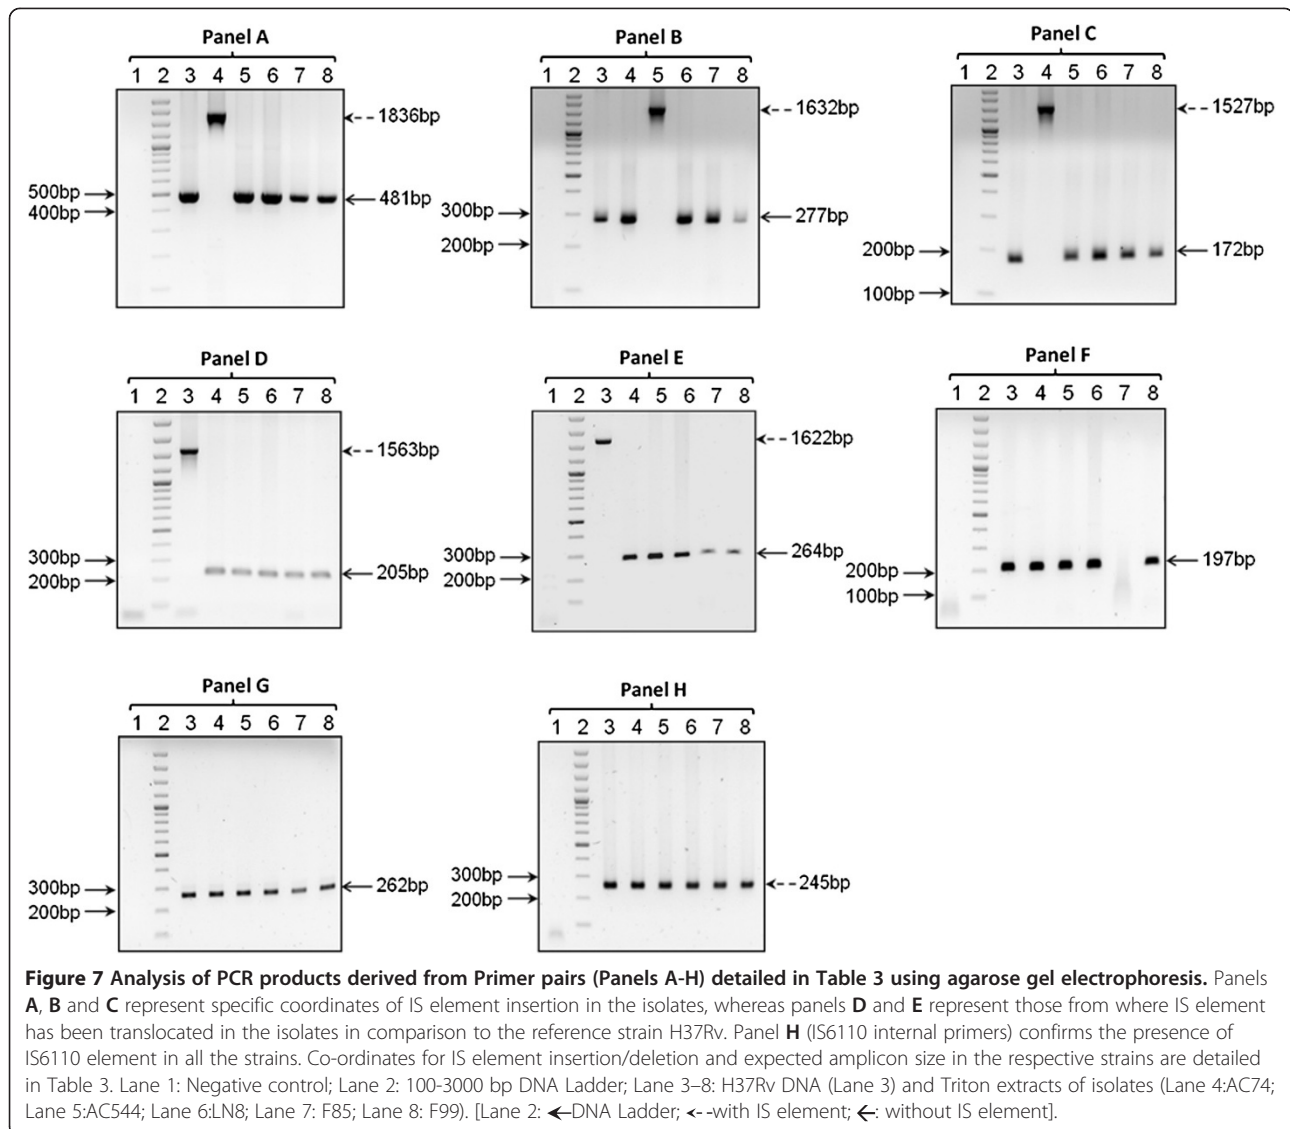 Panel A
1 2 3 4 5 6 7 8
1836bp
500bp
400bp
481bp
Panel B
1 2 3 4 5 6 7 8
1632bp
300bp
200bp
277bp
Panel C
1 2 3 4 5 6 7 8
1527bp
200bp
100bp
172bp
Panel D
1 2 3 4 5 6 7 8
1563bp
300bp
200bp
205bp
Panel E
1 2 3 4 5 6 7 8
1622bp
300bp
200bp
264bp
Panel F
1 2 3 4 5 6 7 8
200bp
100bp
197bp
Panel G
1 2 3 4 5 6 7 8
300bp
200bp
262bp
Panel H
1 2 3 4 5 6 7 8
300bp
200bp
245bp
Figure 7 Analysis of PCR products derived from Primer pairs (Panels A-H) detailed in Table 3 using agarose gel electrophoresis. Panels
A, B and C represent specific coordinates of IS element insertion in the isolates, whereas panels D and E represent those from where IS element
has been translocated in the isolates in comparison to the reference strain H37Rv. Panel H (IS6110 internal primers) confirms the presence of
IS6110 element in all the strains. Co-ordinates for IS element insertion/deletion and expected amplicon size in the respective strains are detailed
in Table 3. Lane 1: Negative control; Lane 2: 100-3000 bp DNA Ladder; Lane 3–8: H37Rv DNA (Lane 3) and Triton extracts of isolates (Lane 4:AC74;
Lane 5:AC544; Lane 6:LN8; Lane 7: F85; Lane 8: F99). [Lane 2: ←DNA Ladder; <--with IS element; ←: without IS element].